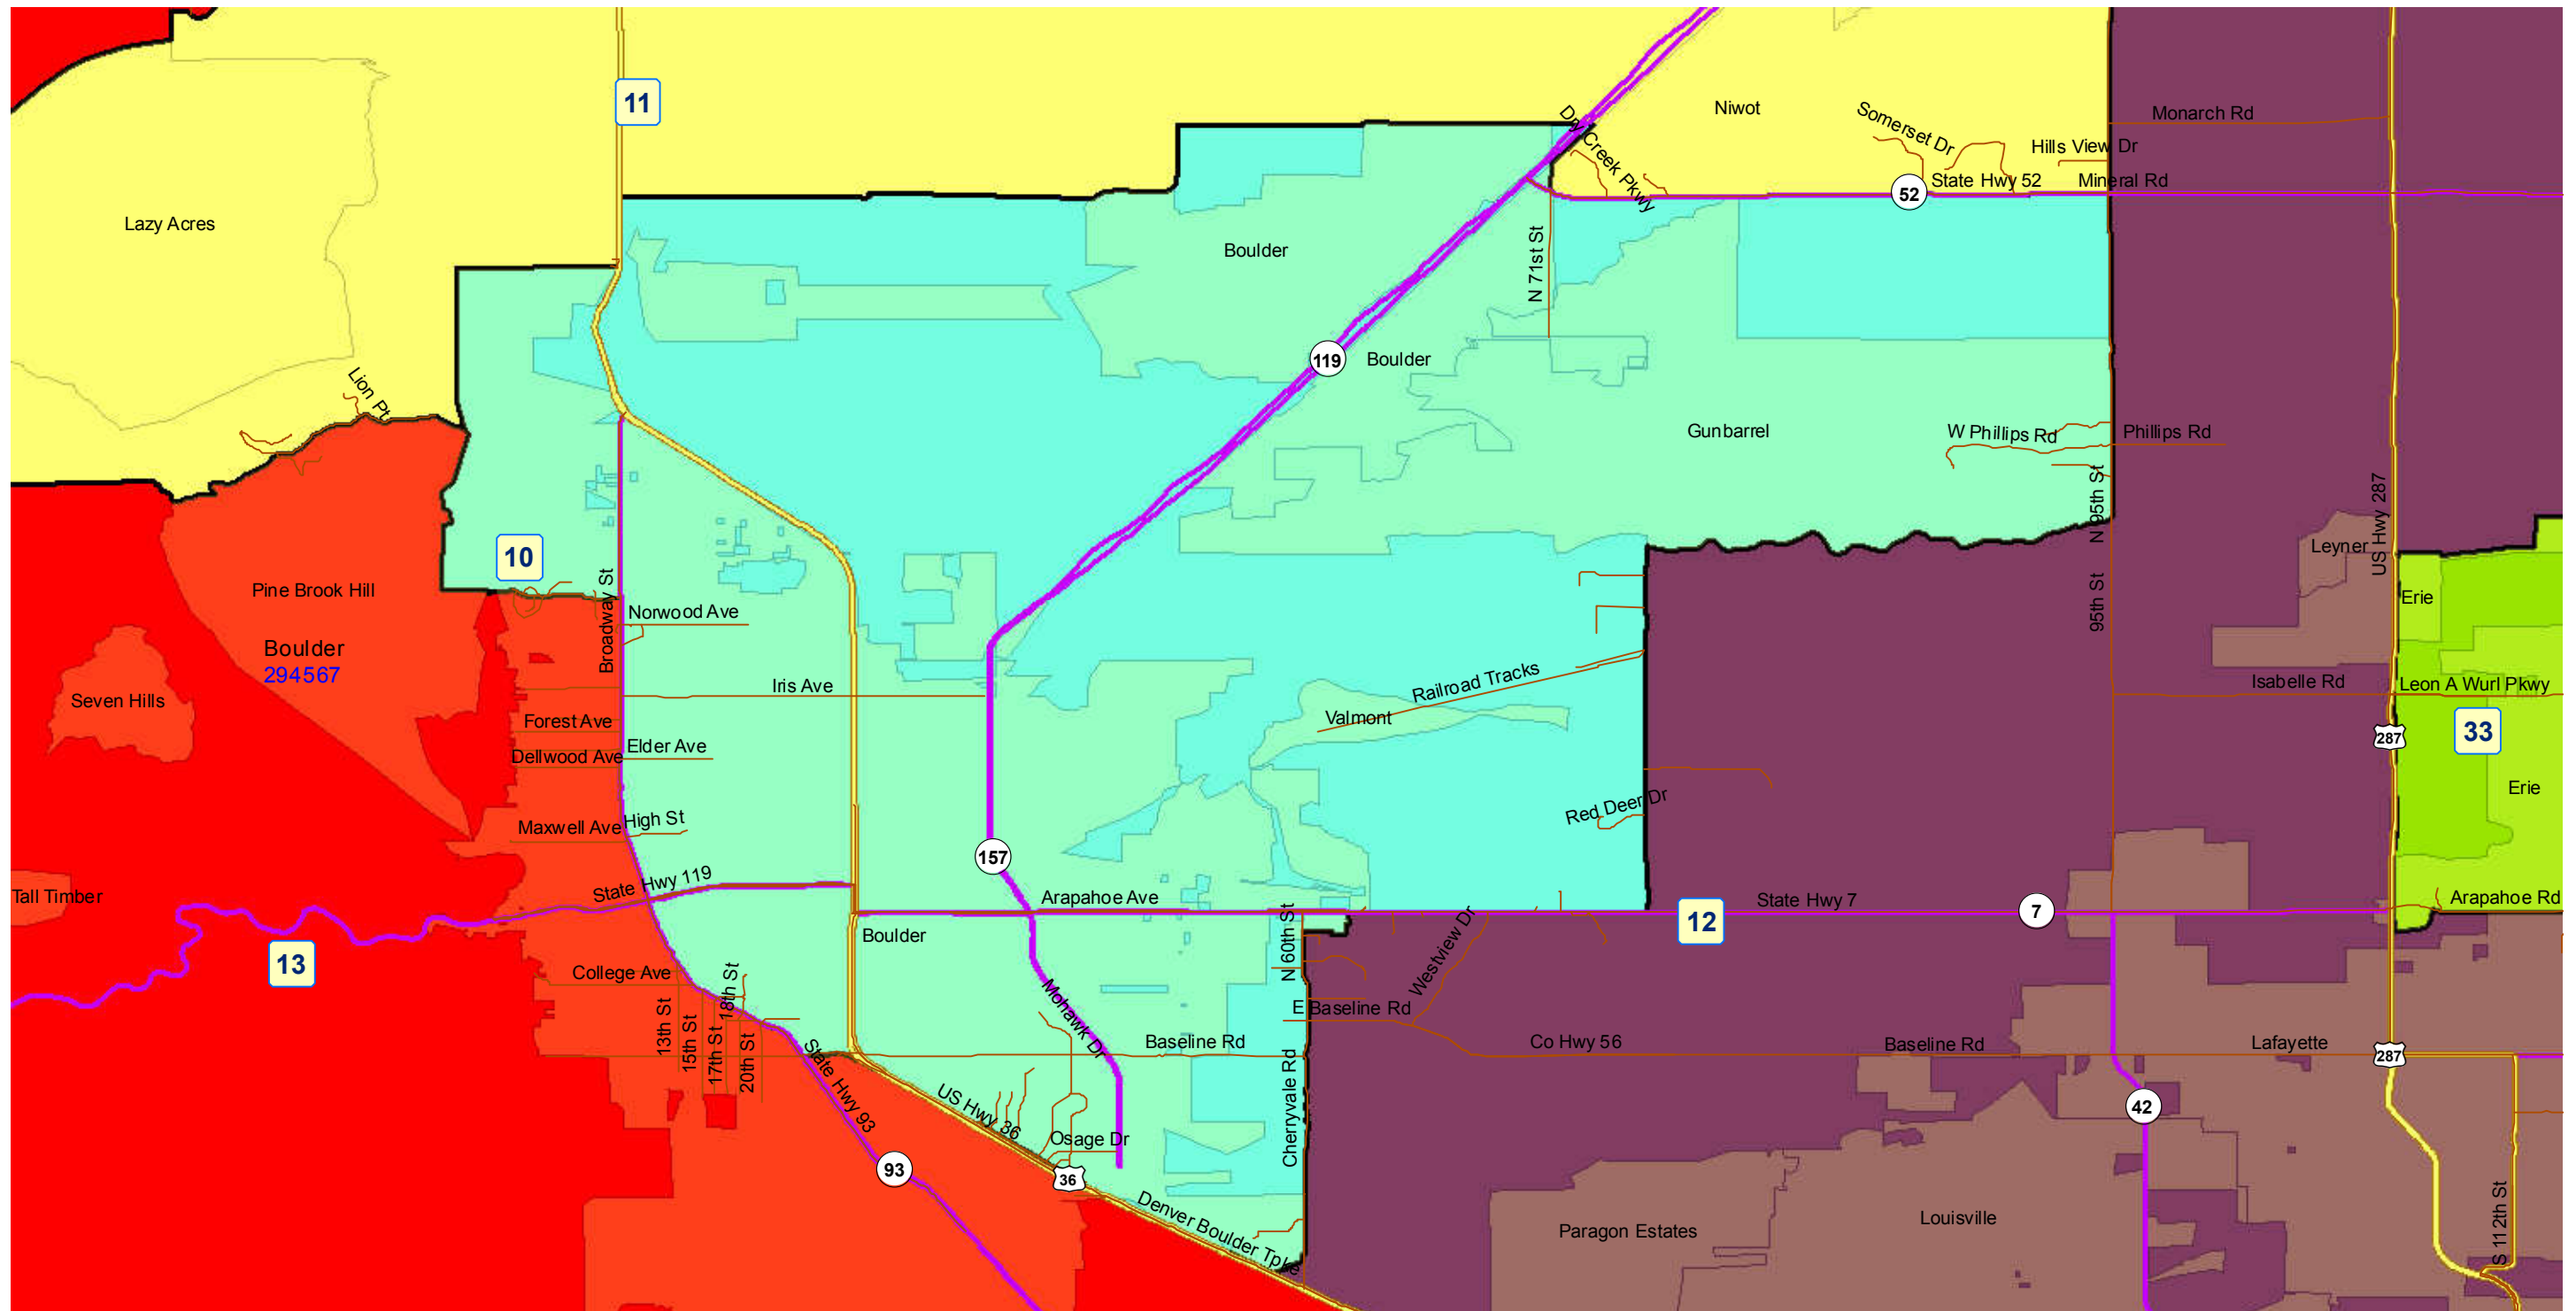 11
Monarch Rd
Niwot
Dry Creek Pkwy
Somerset Dr
Hills View Dr
State Hwy 52
Mineral Rd
52
Lazy Acres
Boulder
N 71st St
119
Boulder
Lion Pt
Gunbarrel
W Phillips Rd
Phillips Rd
N 95th St
US Hwy 287
Leyner
10
Pine Brook Hill
Broadway St
Norwood Ave
95th St
Erie
Boulder
294567
Seven Hills
Iris Ave
Railroad Tracks
Valmont
Isabelle Rd
Leon A Wurl Pkwy
Forest Ave
Elder Ave
Dellwood Ave
287
33
Erie
Maxwell Ave
High St
Red Deer Dr
157
State Hwy 119
Tall Timber
Arapahoe Ave
State Hwy 7
7
Arapahoe Rd
12
Boulder
N 60th St
Westview Dr
13
College Ave
18th St
Mohawk Dr
E Baseline Rd
13th St
15th St
17th St
20th St
State Hwy 93
Baseline Rd
Co Hwy 56
Baseline Rd
Lafayette
287
Cherryvale Rd
US Hwy 36
Osage Dr
42
93
36
Denver Boulder Tpke
Paragon Estates
Louisville
S 112th St